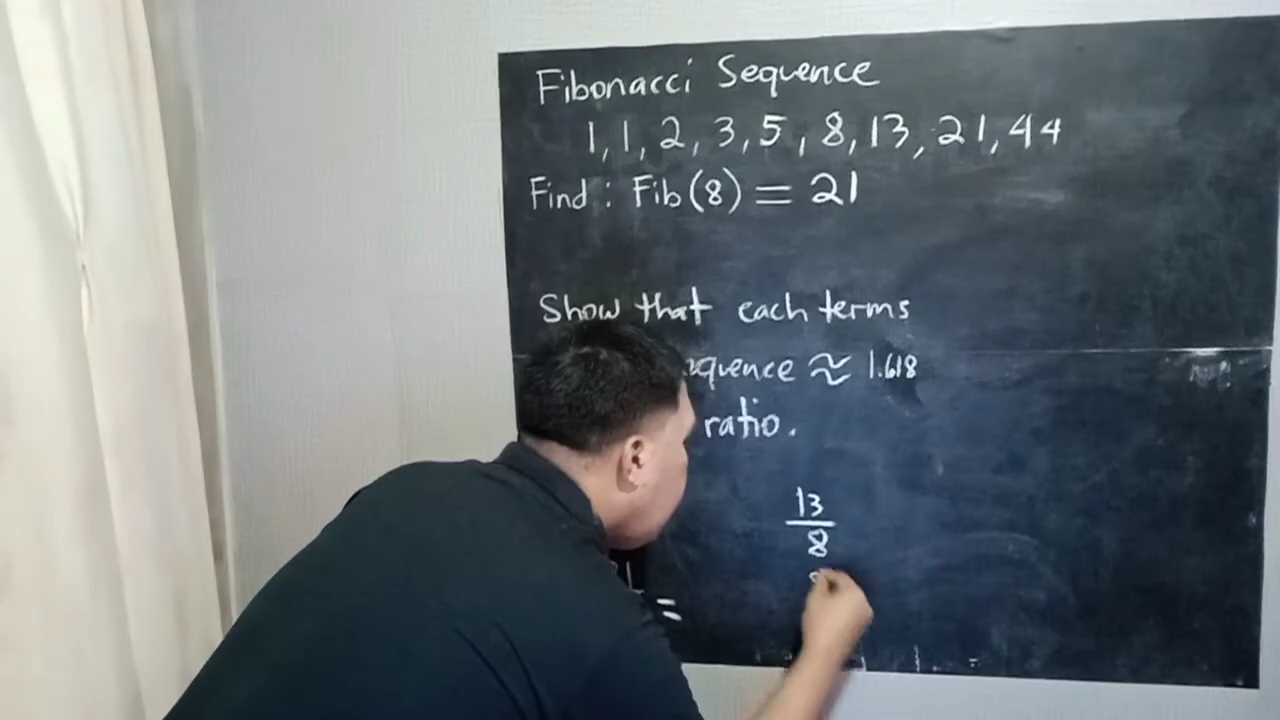 Fibonacci Sequence
1, 1, 2, 3, 5, 8, 13, 21, 44
Find : Fib(8) = 21
Show that each terms
≈ 1.618
ratio.
13
8
=